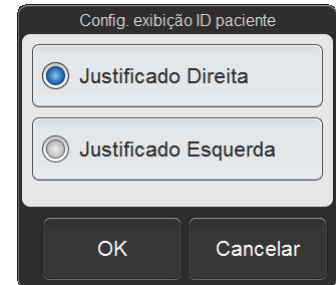 Config. exibição ID paciente
Justificado Direita
Justificado Esquerda
OK
Cancelar